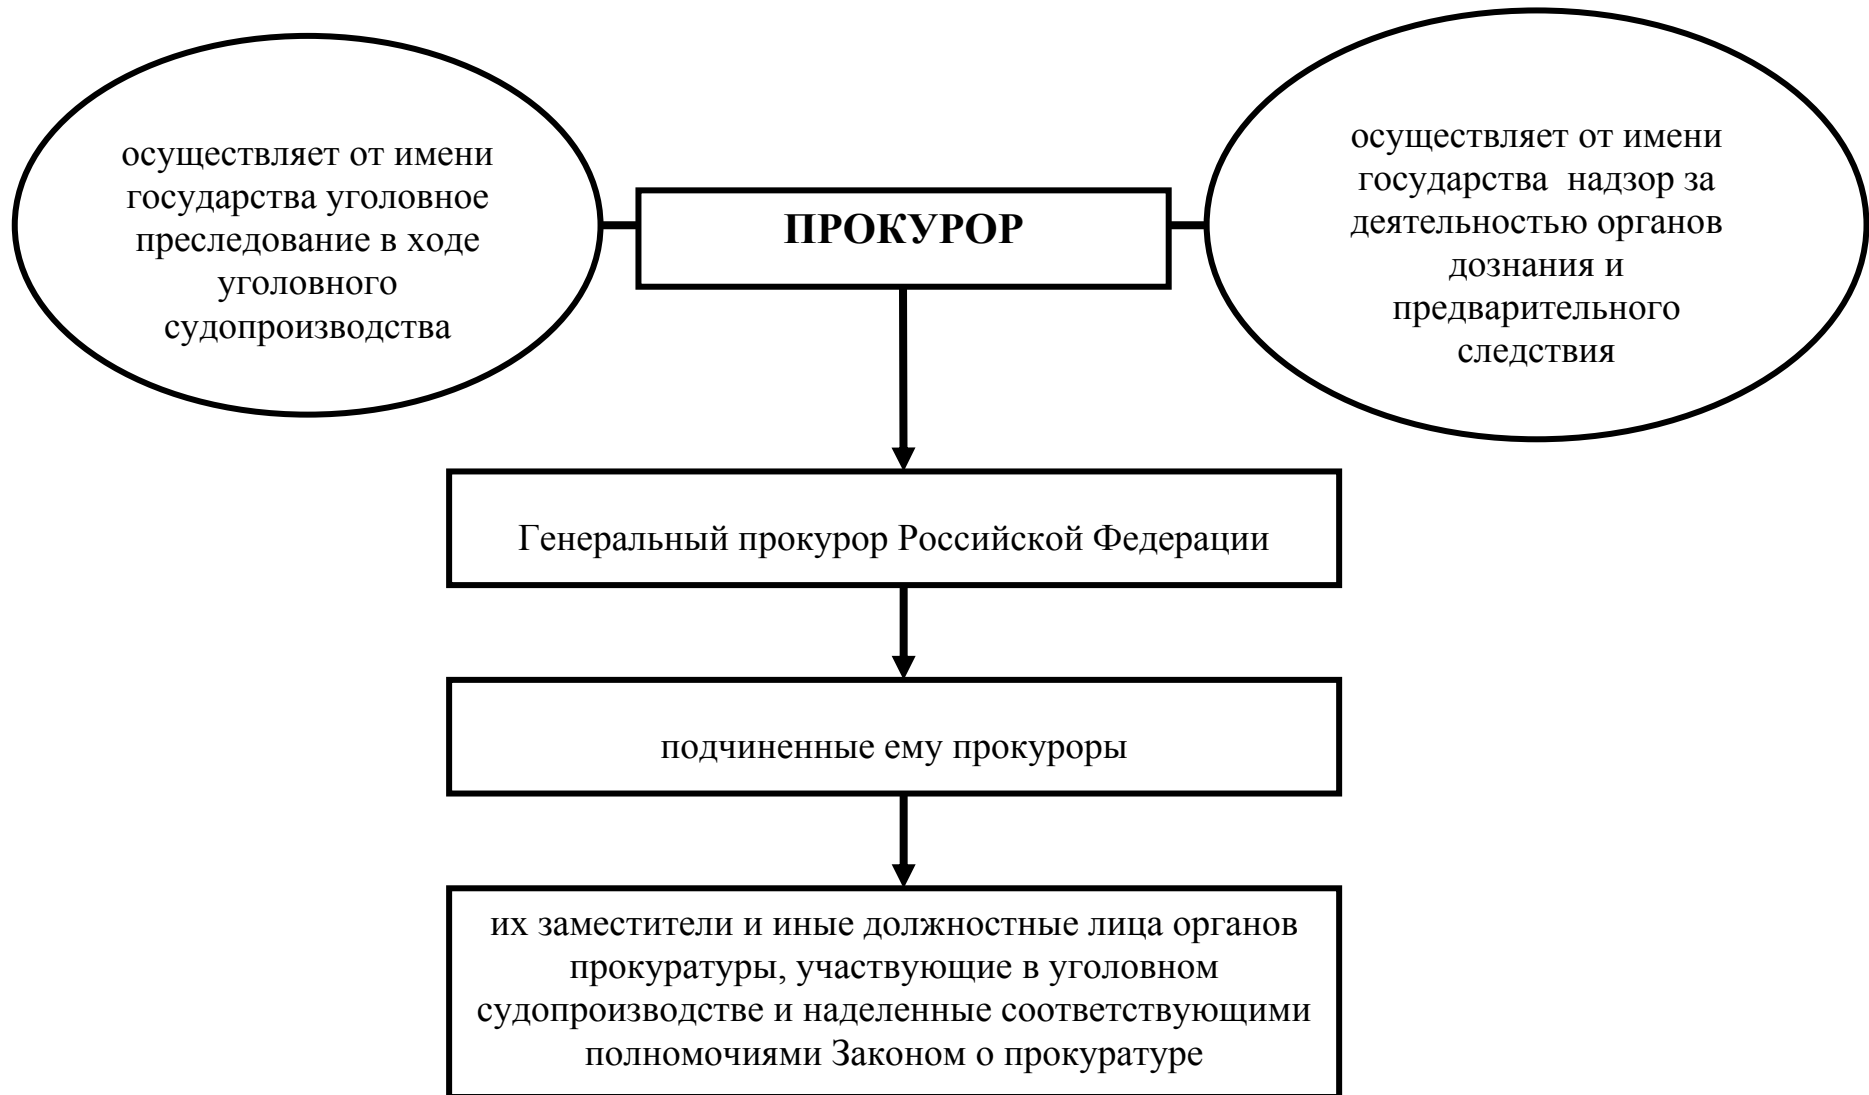 осуществляет от имени
государства уголовное
преследование в ходе
уголовного
судопроизводства
ПРОКУРОР
осуществляет от имени
государства надзор за
деятельностью органов
дознания и
предварительного
следствия
Генеральный прокурор Российской Федерации
подчиненные ему прокуроры
их заместители и иные должностные лица органов
прокуратуры, участвующие в уголовном
судопроизводстве и наделенные соответствующими
полномочиями Законом о прокуратуре